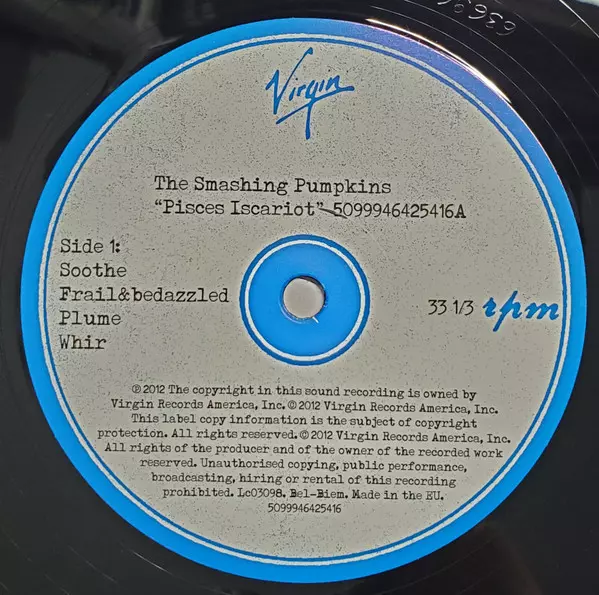 Virgin
The Smashing Pumpkins
“Pisces Iscariot” 5099946425416A
Side 1:
Soothe
Frail&bedazzled
Plume
Whir
33 1/3 rpm
℗ 2012 The copyright in this sound recording is owned by
Virgin Records America, Inc. © 2012 Virgin Records America, Inc.
This label copy information is the subject of copyright
protection. All rights reserved. © 2012 Virgin Records America, Inc.
All rights of the producer and of the owner of the recorded work
reserved. Unauthorised copying, public performance,
broadcasting, hiring or rental of this recording
prohibited. Lc03098. Bel-Biem. Made in the EU.
5099946425416